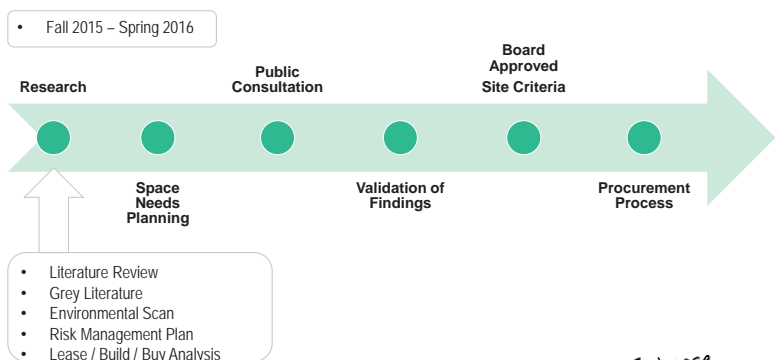 • Fall 2015 – Spring 2016
Research
Public
Consultation
Board
Approved
Site Criteria
Space
Needs
Planning
Validation of
Findings
Procurement
Process
• Literature Review
• Grey Literature
• Environmental Scan
• Risk Management Plan
• Lease / Build / Buy Analysis